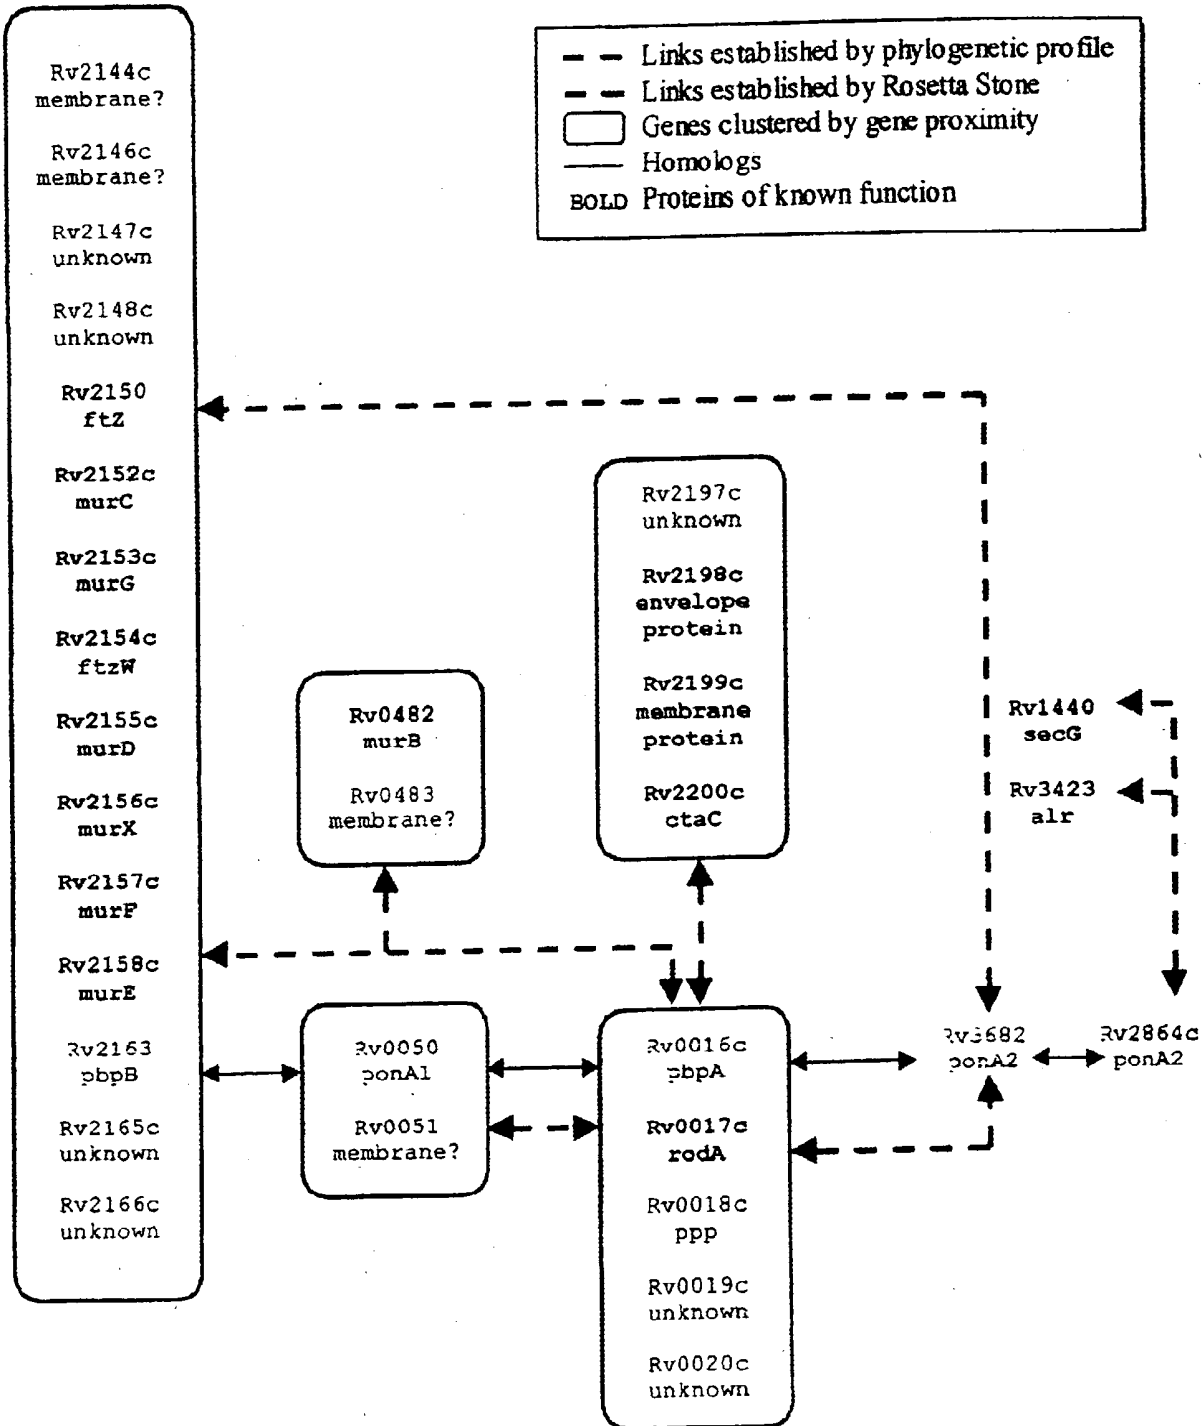 Links established by phylogenetic profile
Links established by Rosetta Stone
Genes clustered by gene proximity
Homologs
BOLD Proteins of known function
Rv2144c
membrane?
Rv2146c
membrane?
Rv2147c
unknown
Rv2148c
unknown
Rv2150
ftZ
Rv2152c
murC
Rv2153c
murG
Rv2154c
ftzW
Rv2155c
murD
Rv2156c
murX
Rv2157c
murF
Rv2158c
murE
Rv2163
pbpB
Rv2165c
unknown
Rv2166c
unknown
Rv0482
murB
Rv0483
membrane?
Rv0050
ponA1
Rv0051
membrane?
Rv2197c
unknown
Rv2198c
envelope
protein
Rv2199c
membrane
protein
Rv2200c
ctaC
Rv0016c
pbpA
Rv0017c
rodA
Rv0018c
ppp
Rv0019c
unknown
Rv0020c
unknown
Rv1440
secG
Rv3423
alr
Rv3682
ponA2
Rv2864c
ponA2